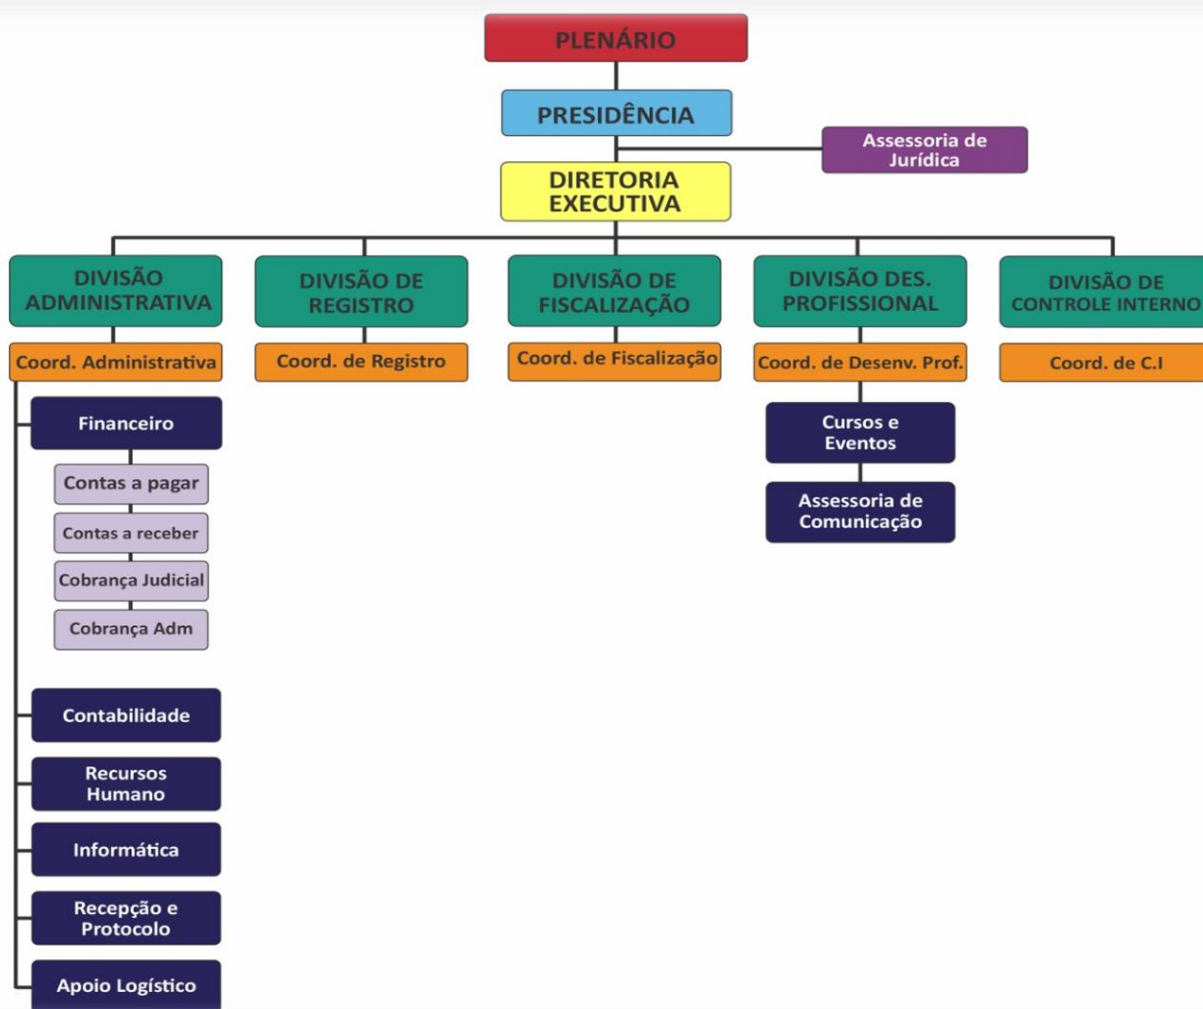 PLENÁRIO
PRESIDÊNCIA
Assessoria de
Jurídica
DIRETORIA
EXECUTIVA
DIVISÃO
ADMINISTRATIVA
DIVISÃO DE
REGISTRO
DIVISÃO DE
FISCALIZAÇÃO
DIVISÃO DES.
PROFISSIONAL
DIVISÃO DE
CONTROLE INTERNO
Coord. Administrativa
Coord. de Registro
Coord. de Fiscalização
Coord. de Desenv. Prof.
Coord. de C.I
Financeiro
Contas a pagar
Contas a receber
Cobrança Judicial
Cobrança Adm
Cursos e
Eventos
Assessoria de
Comunicação
Contabilidade
Recursos
Humano
Informática
Recepção e
Protocolo
Apoio Logístico